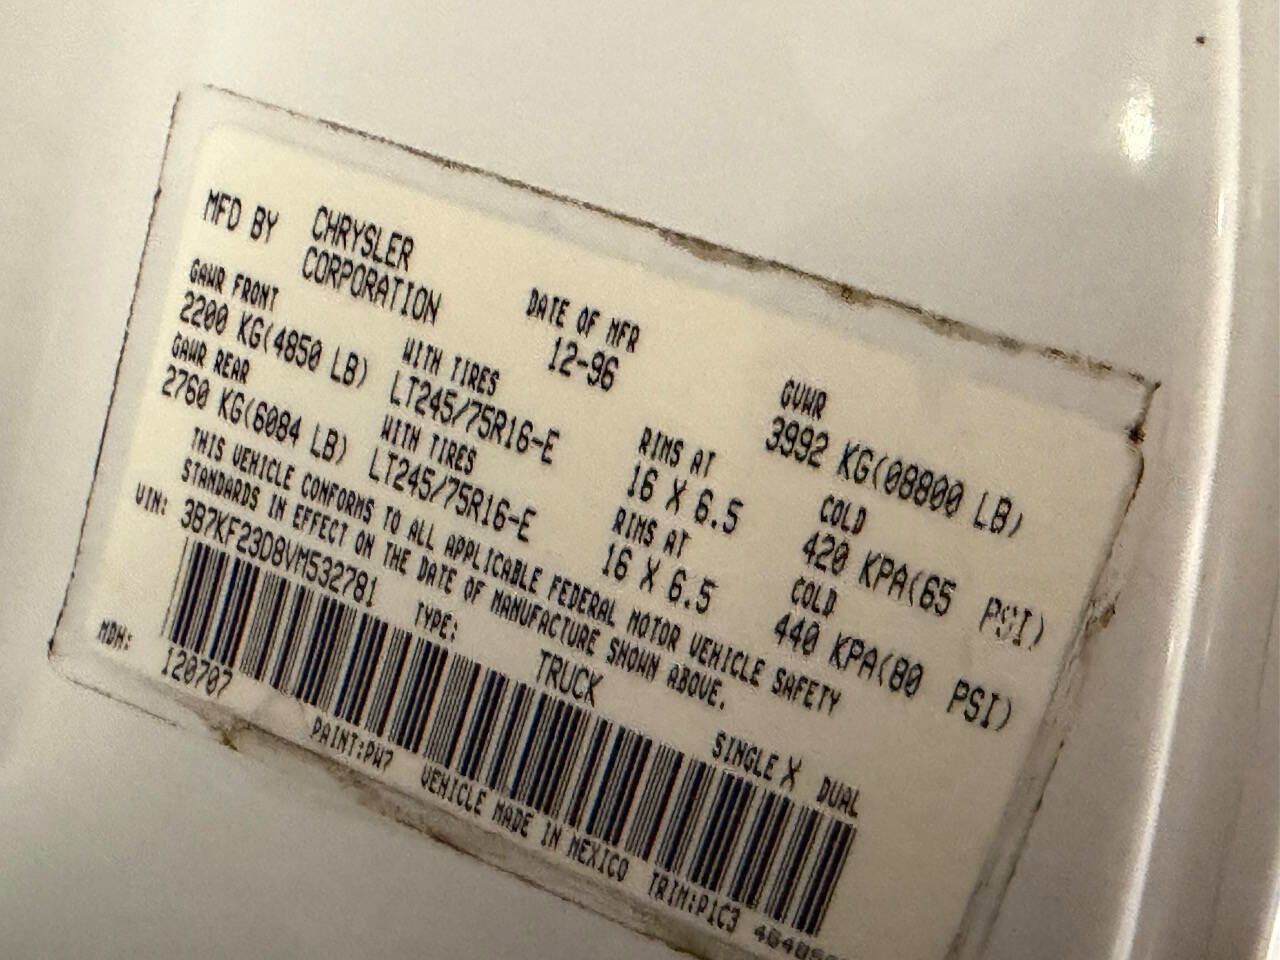 MFD BY CHRYSLER CORPORATION
DATE OF MFR 12-96
GVWR 3992 KG(08800 LB)
GAWR FRONT WITH TIRES RIMS AT COLD
2200 KG(4850 LB) LT245/75R16-E 16 X 6.5 420 KPA(65 PSI)
GAWR REAR WITH TIRES RIMS AT COLD
2760 KG(6084 LB) LT245/75R16-E 16 X 6.5 440 KPA(80 PSI)
THIS VEHICLE CONFORMS TO ALL APPLICABLE FEDERAL MOTOR VEHICLE SAFETY
STANDARDS IN EFFECT ON THE DATE OF MANUFACTURE SHOWN ABOVE.
VIN: 3B7KF23D8VM532781 TYPE: TRUCK SINGLE X DUAL
MDH: 120707 PAINT:PW7 VEHICLE MADE IN MEXICO TRIM:P1C3